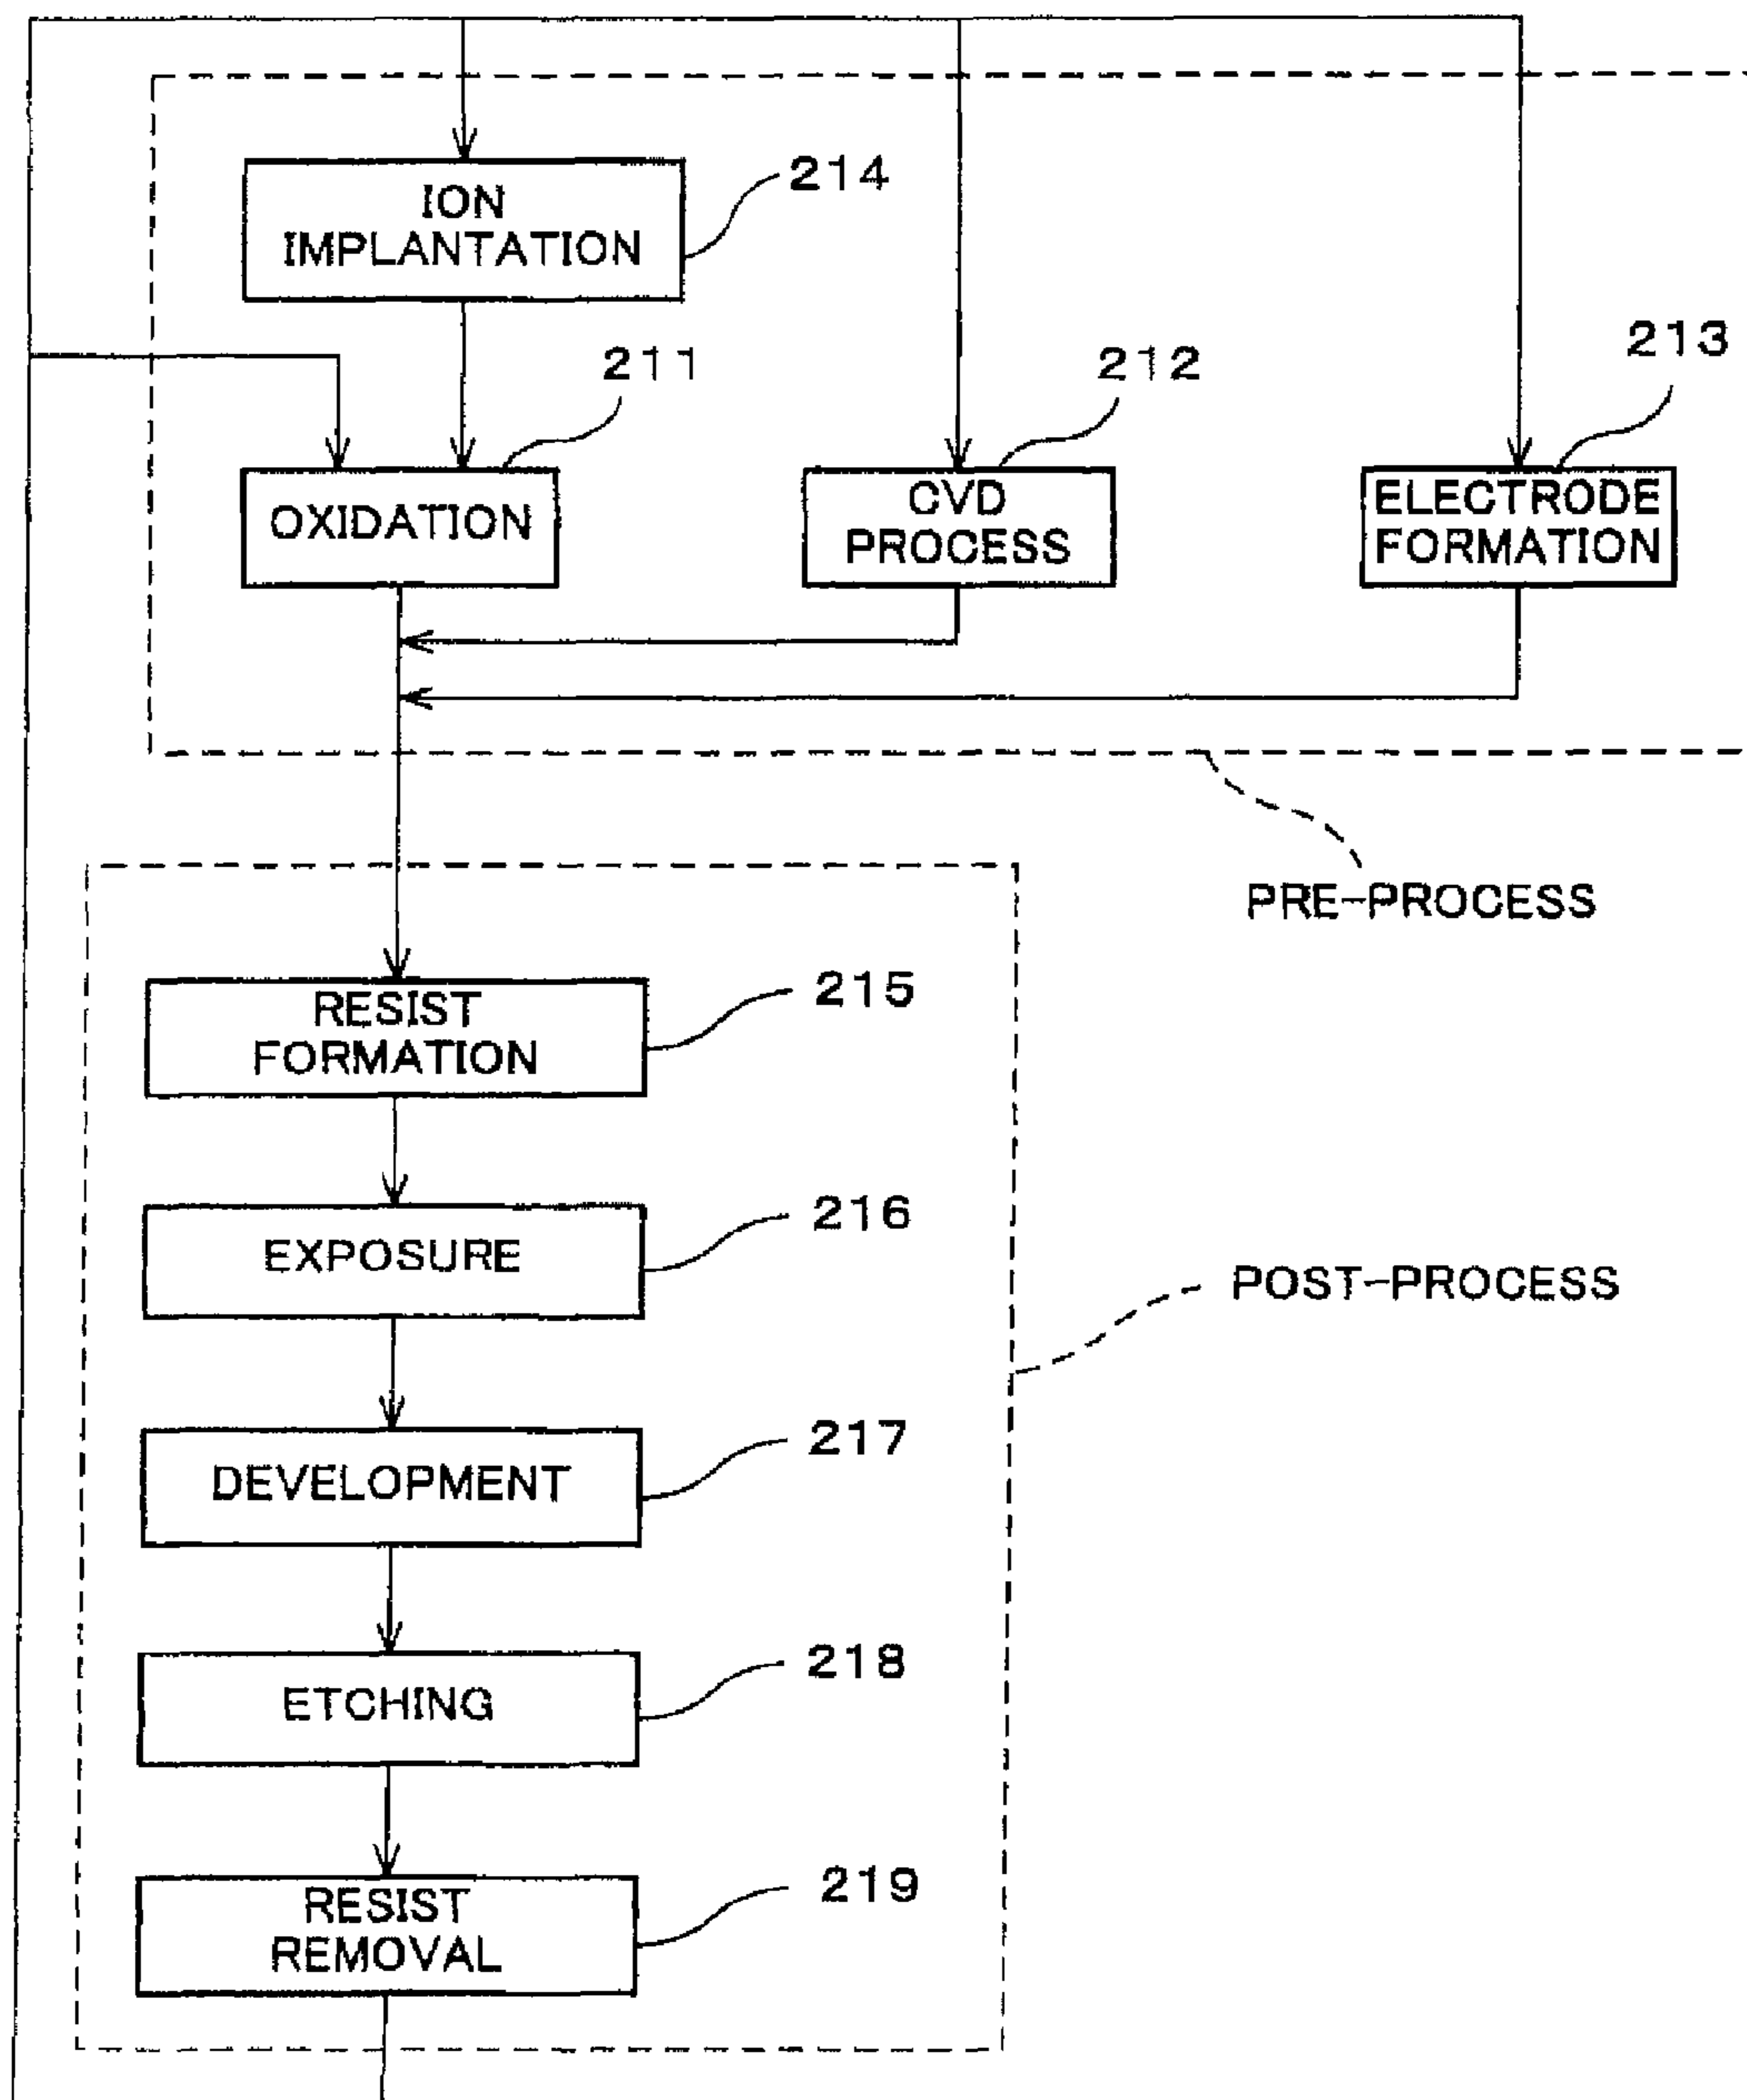 214
ION
IMPLANTATION
211
212
213
OXIDATION
CVD
PROCESS
ELECTRODE
FORMATION
PRE-PROCESS
215
RESIST
FORMATION
216
EXPOSURE
POST-PROCESS
217
DEVELOPMENT
218
ETCHING
219
RESIST
REMOVAL